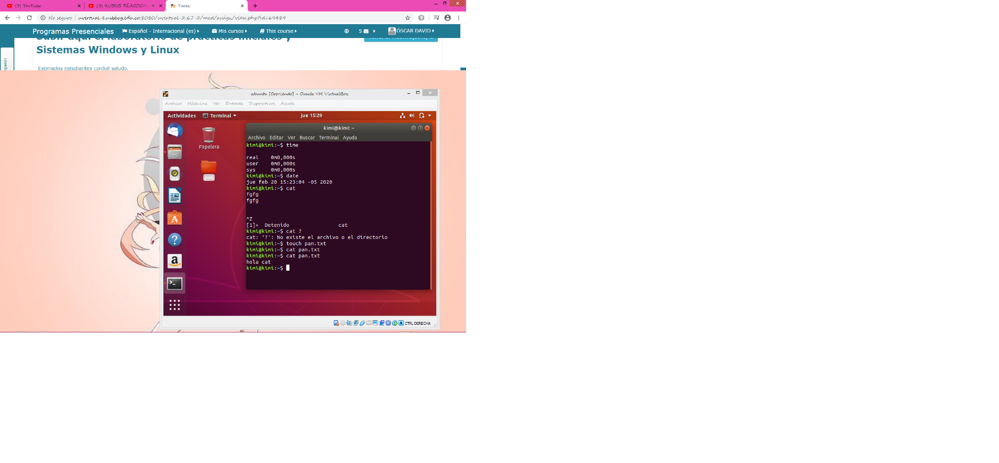 (3) YouTube
(3) RUBIUS REACCION
Tarea
No seguro | uvirtual-t.usbbog.edu.co:8080/uvirtual-2.6.7-2/mod/assign/view.php?id=69489
Programas Presenciales
Español - Internacional (es)
Mis cursos
This course
5
ÓSCAR DAVID
Subir aquí el laboratorio de prácticas iniciales y
Sistemas Windows y Linux
Estimados estudiantes cordial saludo.
ubuntu [Corriendo] - Oracle VM VirtualBox
Archivo Máquina Ver Entrada Dispositivos Ayuda
Actividades
Terminal
jue 15:29
Papelera
pan
kimi@kimi: ~
Archivo Editar Ver Buscar Terminal Ayuda
kimi@kimi:~$ time
real 0m0,000s
user 0m0,000s
sys 0m0,000s
kimi@kimi:~$ date
jue feb 20 15:23:04 -05 2020
kimi@kimi:~$ cat
fgfg
fgfg
^Z
[1]+ Detenido cat
kimi@kimi:~$ cat ?
cat: '?': No existe el archivo o el directorio
kimi@kimi:~$ touch pan.txt
kimi@kimi:~$ cat pan.txt
kimi@kimi:~$ cat pan.txt
hola cat
kimi@kimi:~$
CTRL DERECHA